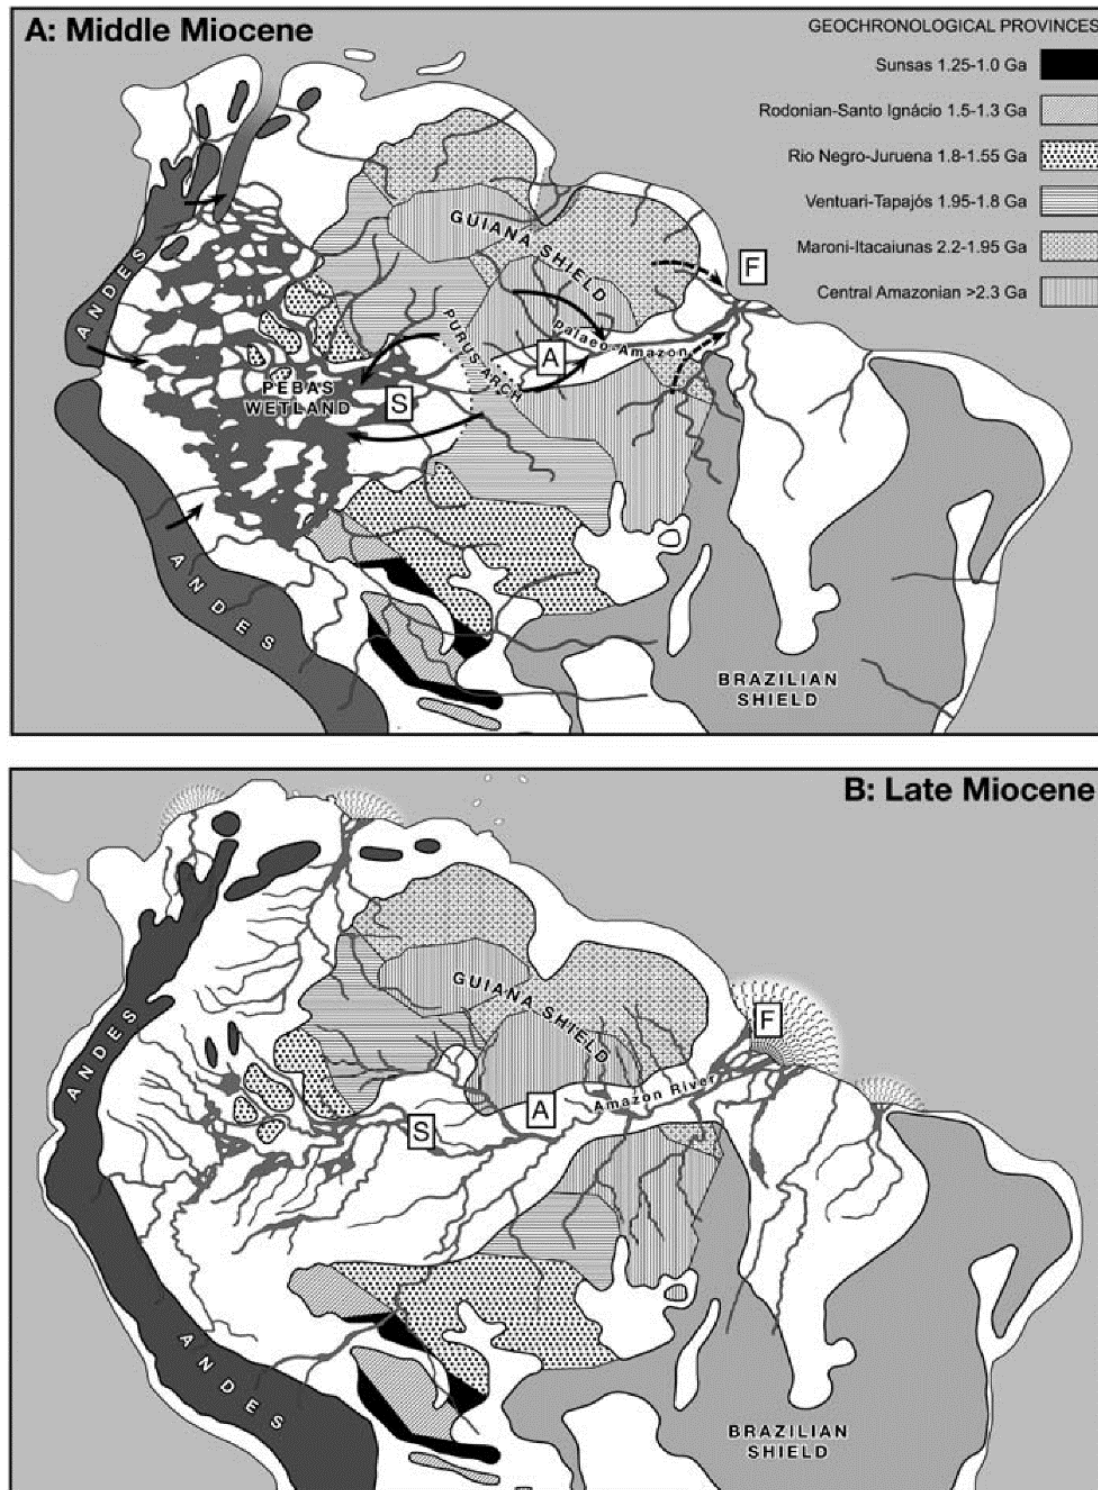 A: Middle Miocene
GEOCHRONOLOGICAL PROVINCES
Sunsas 1.25-1.0 Ga
Rodonian-Santo Ignácio 1.5-1.3 Ga
Rio Negro-Juruena 1.8-1.55 Ga
Ventuari-Tapajós 1.95-1.8 Ga
Maroni-Itacaiunas 2.2-1.95 Ga
Central Amazonian >2.3 Ga
GUIANA SHIELD
F
ANDES
PURUS ARCH
palaeo-Amazon
A
PEBAS
WETLAND
S
ANDES
BRAZILIAN
SHIELD
B: Late Miocene
GUIANA SHIELD
F
ANDES
Amazon River
A
S
ANDES
BRAZILIAN
SHIELD